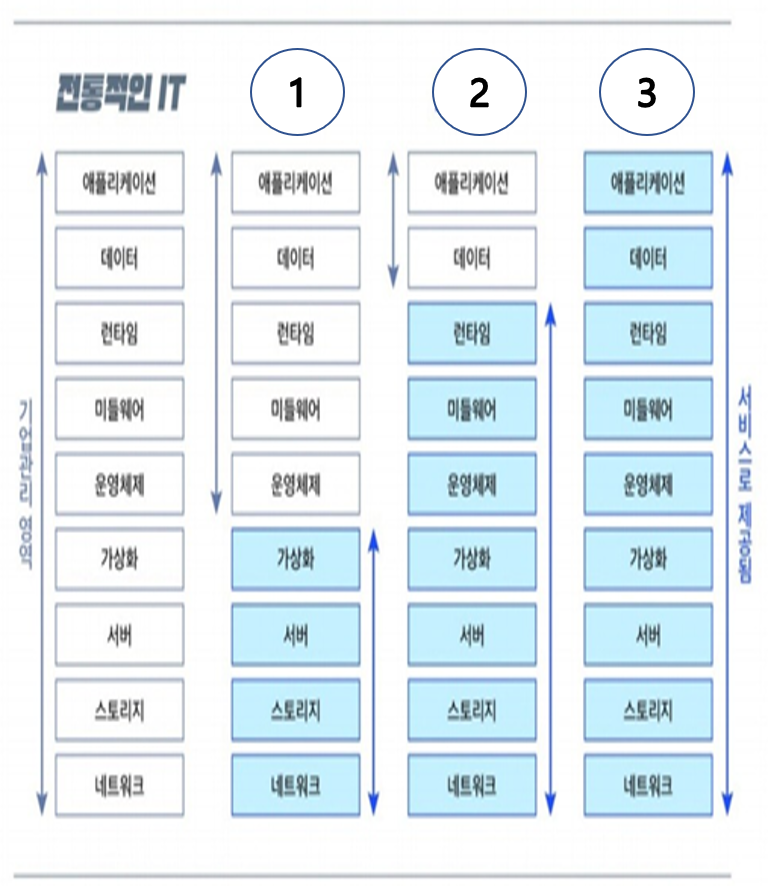 전통적인 IT
1
2
3
애플리케이션
애플리케이션
애플리케이션
애플리케이션
데이터
데이터
데이터
데이터
런타임
런타임
런타임
런타임
미들웨어
미들웨어
미들웨어
미들웨어
운영체제
운영체제
운영체제
운영체제
가상화
가상화
가상화
가상화
서버
서버
서버
서버
스토리지
스토리지
스토리지
스토리지
네트워크
네트워크
네트워크
네트워크
서비스로 제공됨